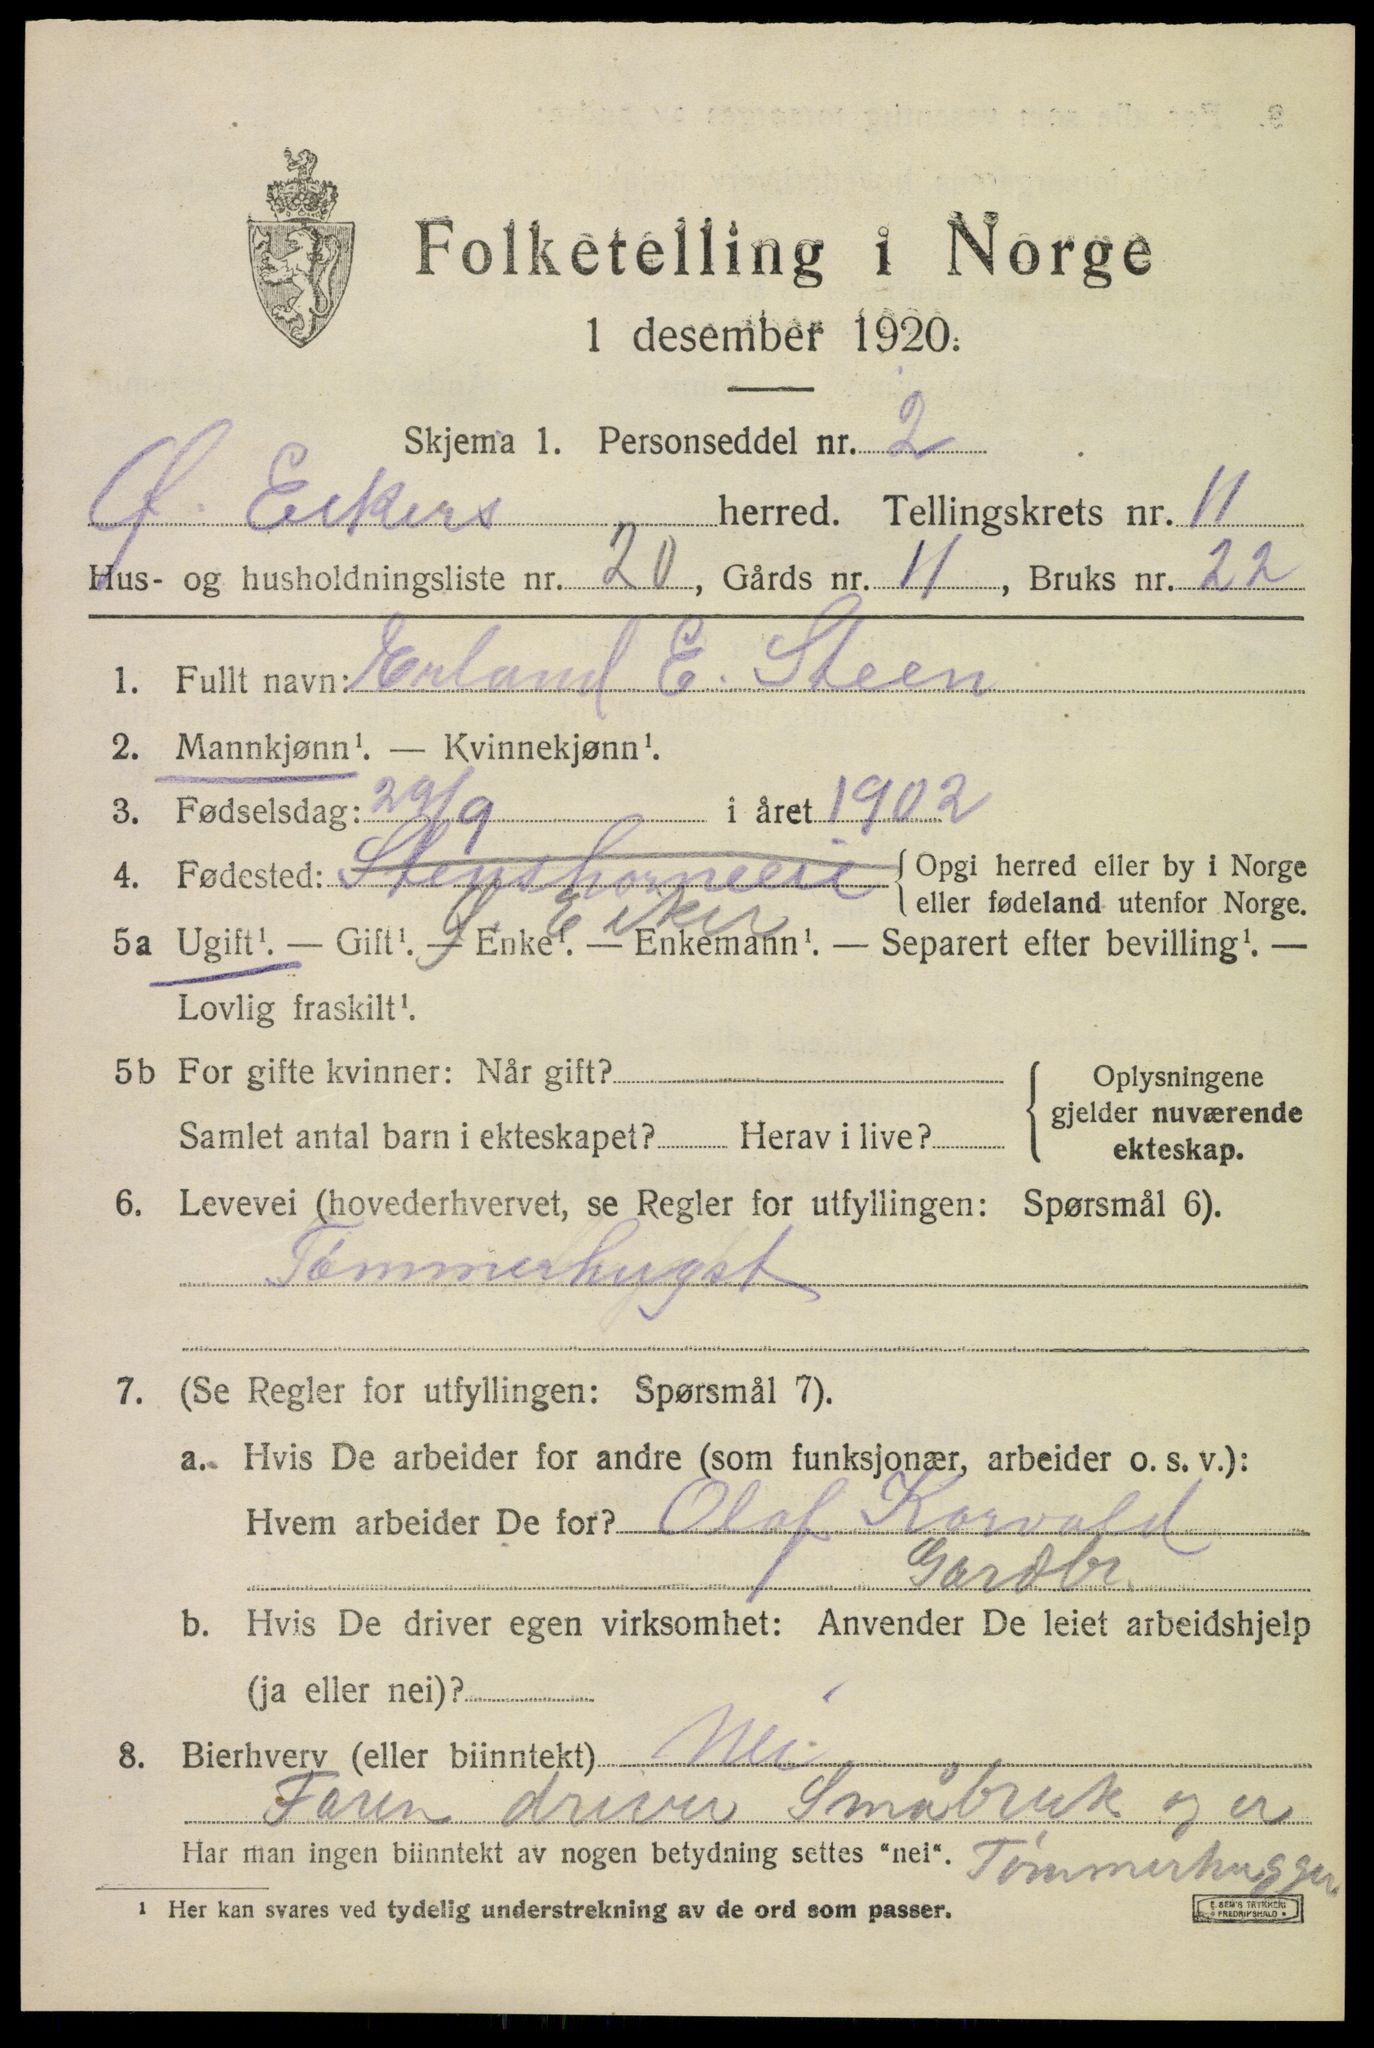 Folketelling i Norge
1 desember 1920.
Skjema 1. Personseddel nr. 2
Ø. Eikers herred. Tellingskrets nr. 11
Hus- og husholdningsliste nr. 20, Gårds nr. 11, Bruks nr. 22
1. Fullt navn: Erland E. Steen
2. Mannkjønn¹. — Kvinnekjønn¹.
3. Fødselsdag: 29/9 i året 1902
4. Fødested: Stenshorneeie { Opgi herred eller by i Norge
eller fødeland utenfor Norge.
Ø. Eiker
5a Ugift¹. — Gift¹. — Enke¹. — Enkemann¹. — Separert efter bevilling¹. —
Lovlig fraskilt¹.
5b For gifte kvinner: Når gift?
Samlet antal barn i ekteskapet? Herav i live?
Oplysningene
gjelder nuværende
ekteskap.
6. Levevei (hovederhvervet, se Regler for utfyllingen: Spørsmål 6).
Tømmerhugst
7. (Se Regler for utfyllingen: Spørsmål 7).
a. Hvis De arbeider for andre (som funksjonær, arbeider o. s. v.):
Hvem arbeider De for? Olaf Korvald
Gardbr.
b. Hvis De driver egen virksomhet: Anvender De leiet arbeidshjelp
(ja eller nei)?
8. Bierhverv (eller biinntekt) Nei
Faren driver Småbruk og er
Har man ingen biinntekt av nogen betydning settes "nei". Tømmerhugger.
¹ Her kan svares ved tydelig understrekning av de ord som passer.
E. SEM'S TRYKKERI
FREDRIKSHALD